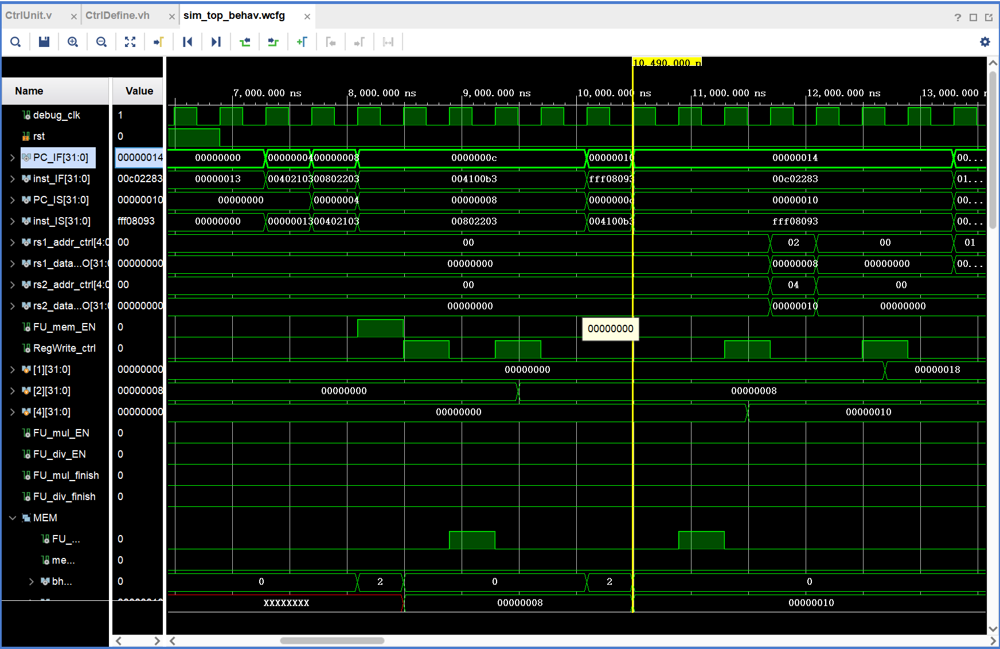 CtrlUnit.v × CtrlDefine.vh × sim_top_behav.wcfg ×
?
10,490.000 n
Name Value
7,000.000 ns 8,000.000 ns 9,000.000 ns 10,000.000 ns 11,000.000 ns 12,000.000 ns 13,000.000
debug_clk 1
rst 0
PC_IF[31:0] 00000014 00000000 00000004 00000008 0000000c 00000010 00000014 00...
inst_IF[31:0] 00c02283 00000013 00402103 00802203 004100b3 fff08093 00c02283 01...
PC_IS[31:0] 00000010 00000000 00000004 00000008 0000000c 00000010 00...
inst_IS[31:0] fff08093 00000000 00000013 00402103 00802203 004100b3 fff08093 00...
rs1_addr_ctrl[4:0 00 00 02 00 01
rs1_data...O[31:0 00000000 00000000 00000008 00000000 00...
rs2_addr_ctrl[4:0 00 00 04 00
rs2_data...O[31:0 00000000 00000000 00000010 00000000
FU_mem_EN 0 00000000
RegWrite_ctrl 0
[1][31:0] 00000000 00000000 00000018
[2][31:0] 00000008 00000000 00000008
[4][31:0] 00000000 00000000 00000010
FU_mul_EN 0
FU_div_EN 0
FU_mul_finish 0
FU_div_finish 0
MEM
FU_... 0
me... 0
bh... 0 0 2 0 2 0
XXXXXXXX 00000008 00000010